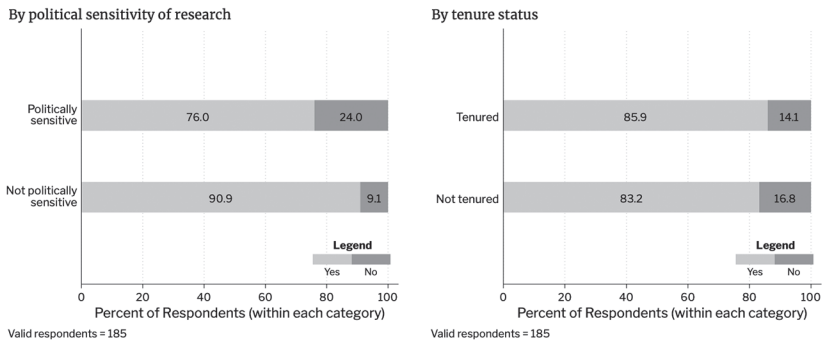 By political sensitivity of research
Politically
sensitive
76.0
24.0
Not politically
sensitive
90.9
9.1
Legend
Yes
No
0
20
40
60
80
100
Percent of Respondents (within each category)
Valid respondents = 185
By tenure status
Tenured
85.9
14.1
Not tenured
83.2
16.8
Legend
Yes
No
0
20
40
60
80
100
Percent of Respondents (within each category)
Valid respondents = 185